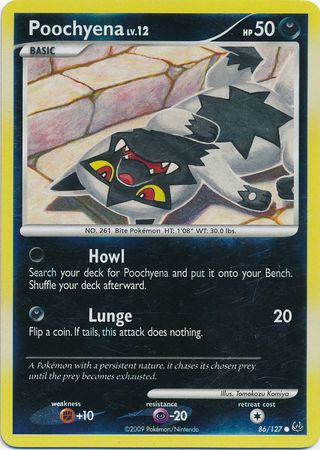 Poochyena LV.12 HP 50
BASIC
NO. 261 Bite Pokémon HT: 1'08" WT: 30.0 lbs.
Howl
Search your deck for Poochyena and put it onto your Bench.
Shuffle your deck afterward.
Lunge 20
Flip a coin. If tails, this attack does nothing.
A Pokémon with a persistent nature, it chases its chosen prey
until the prey becomes exhausted.
Illus. Tomokazu Komiya
weakness resistance retreat cost
+10 -20
©2009 Pokémon/Nintendo 86/127